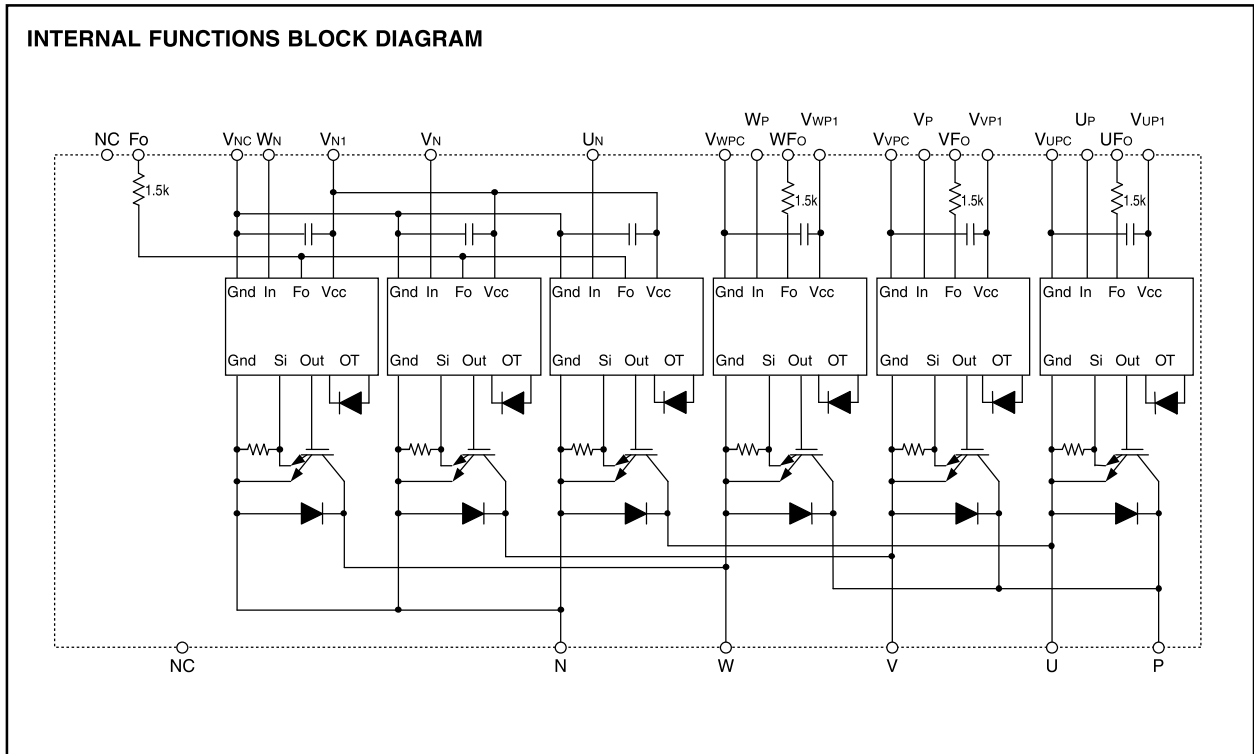 INTERNAL FUNCTIONS BLOCK DIAGRAM
WP VWP1 VP VVP1 UP VUP1
NC Fo VNC WN VN1 VN UN VWPC WFO VVPC VFO VUPC UFO
1.5k 1.5k 1.5k 1.5k
Gnd In Fo Vcc Gnd In Fo Vcc Gnd In Fo Vcc Gnd In Fo Vcc Gnd In Fo Vcc Gnd In Fo Vcc
Gnd Si Out OT Gnd Si Out OT Gnd Si Out OT Gnd Si Out OT Gnd Si Out OT Gnd Si Out OT
NC N W V U P